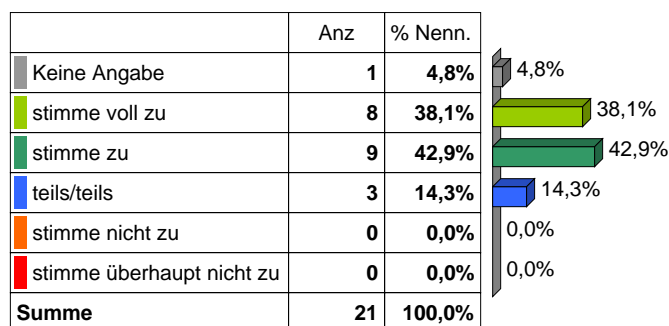 Anz % Nenn.
Keine Angabe 1 4,8% 4,8%
stimme voll zu 8 38,1% 38,1%
stimme zu 9 42,9% 42,9%
teils/teils 3 14,3% 14,3%
stimme nicht zu 0 0,0% 0,0%
stimme überhaupt nicht zu 0 0,0% 0,0%
Summe 21 100,0%